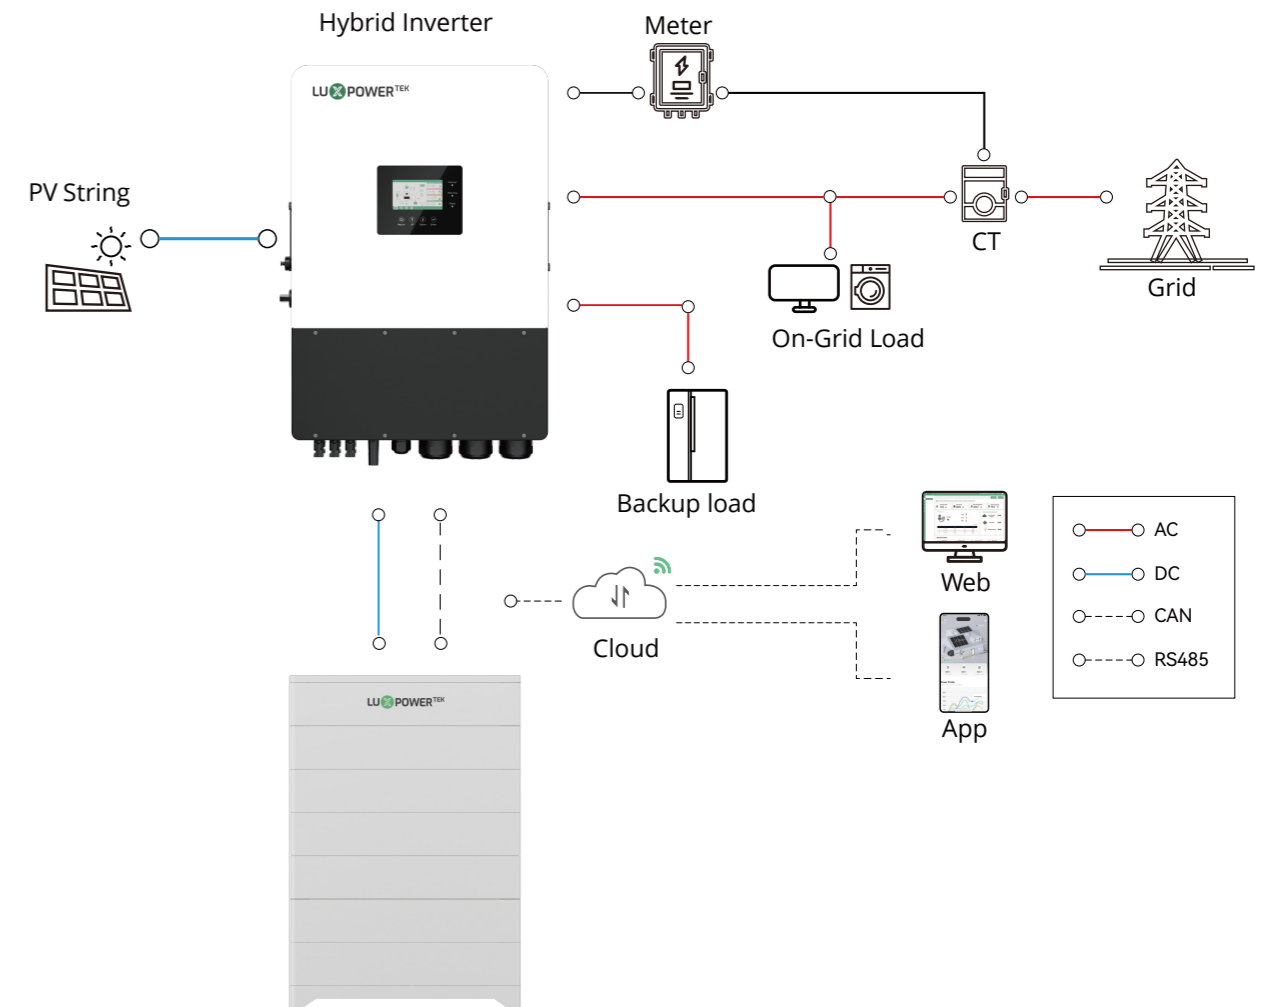 Hybrid Inverter
Meter
LUXPOWERTEK
PV String
CT
Grid
On-Grid Load
Backup load
Web
Cloud
App
AC
DC
CAN
RS485
LUXPOWERTEK